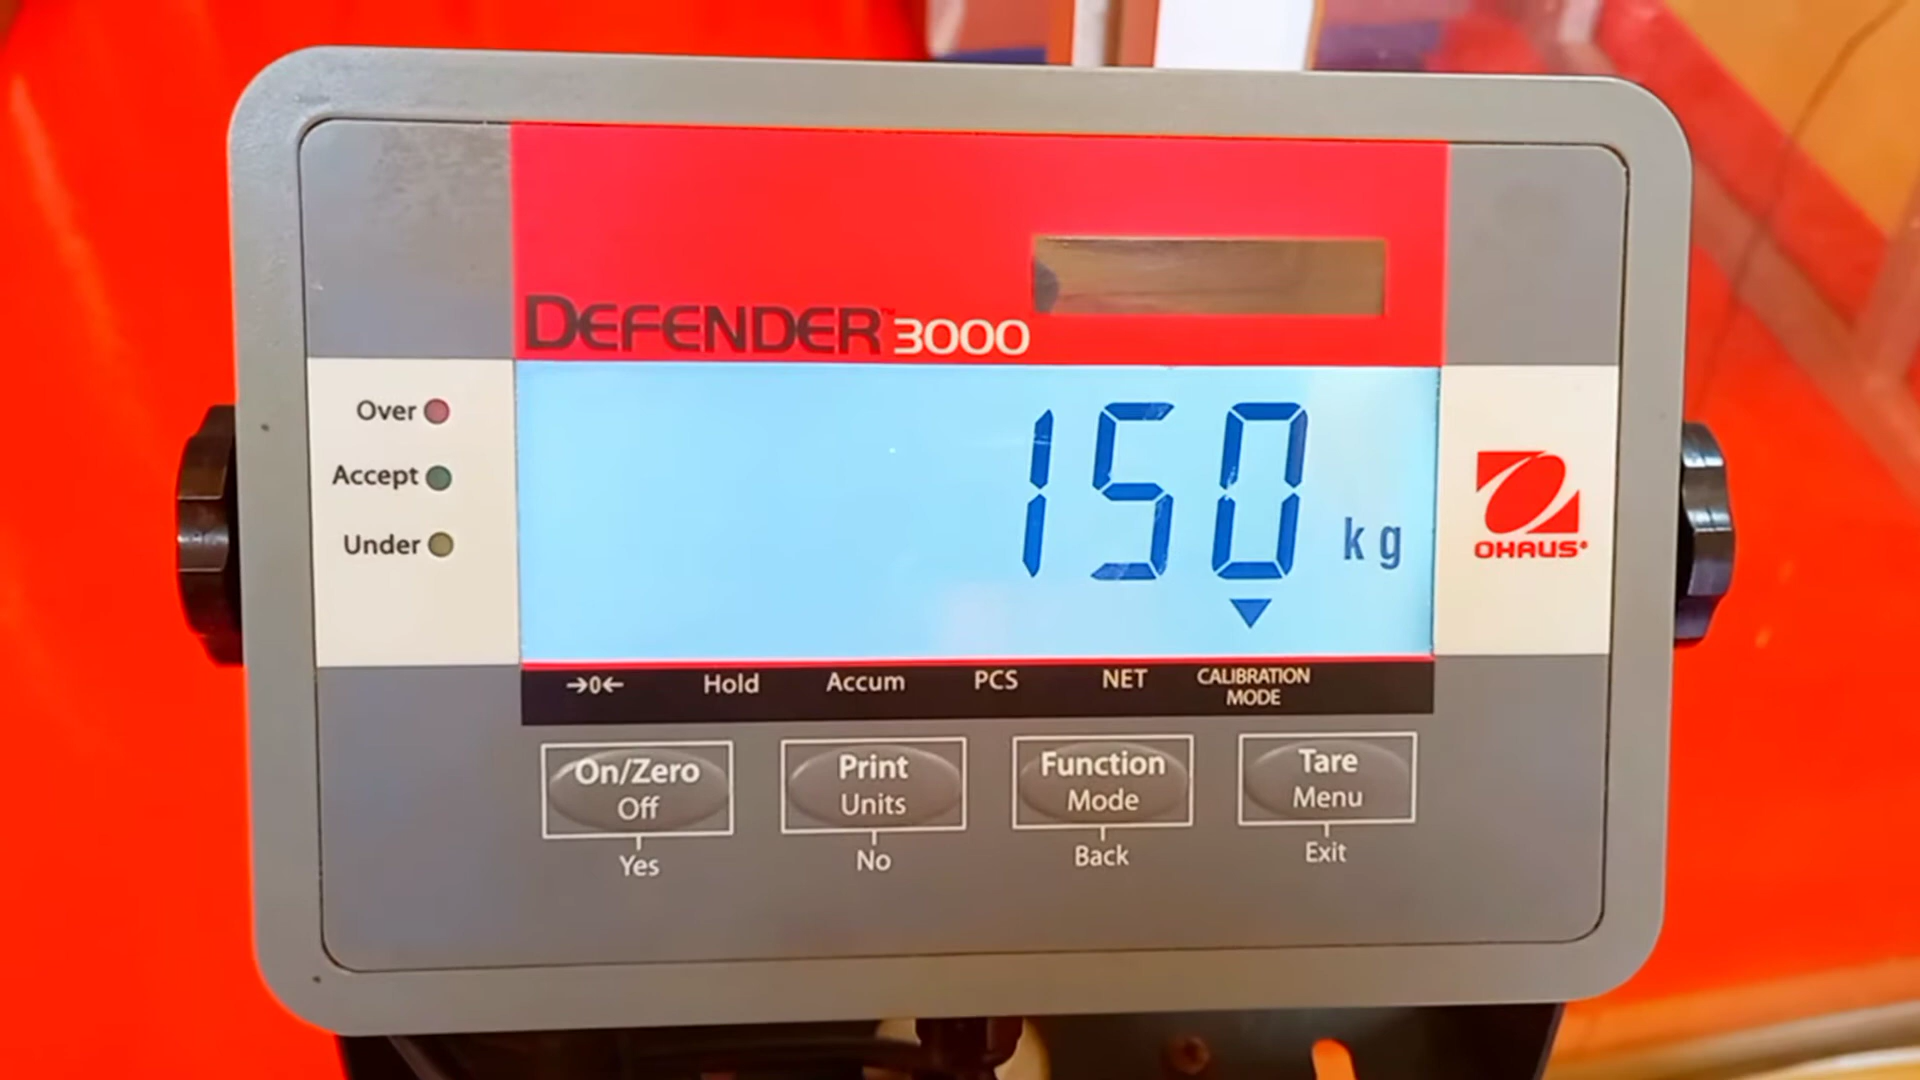 DEFENDER™ 3000
Over
Accept
Under
150 kg
OHAUS®
→0← Hold Accum PCS NET CALIBRATION MODE
On/Zero
Off
Yes
Print
Units
No
Function
Mode
Back
Tare
Menu
Exit